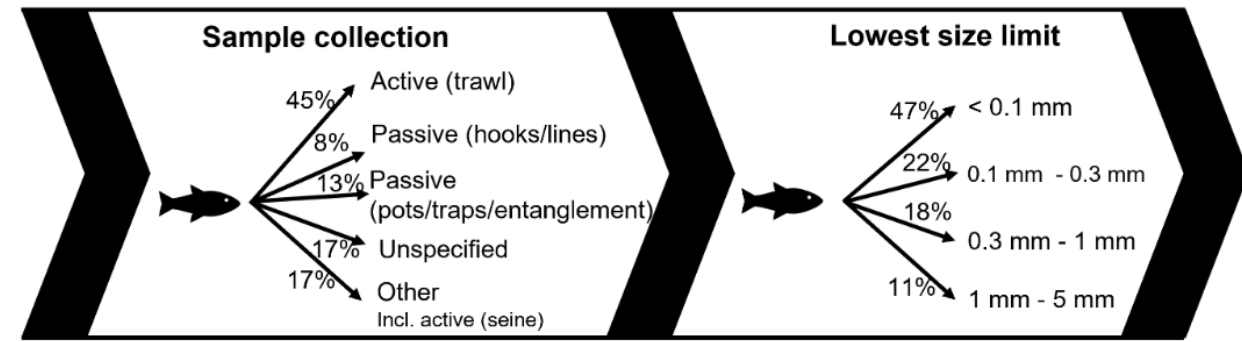 Sample collection
45%
Active (trawl)
8%
Passive (hooks/lines)
13%
Passive
(pots/traps/entanglement)
17%
Unspecified
17%
Other
Incl. active (seine)
Lowest size limit
47%
< 0.1 mm
22%
0.1 mm - 0.3 mm
18%
0.3 mm - 1 mm
11%
1 mm - 5 mm